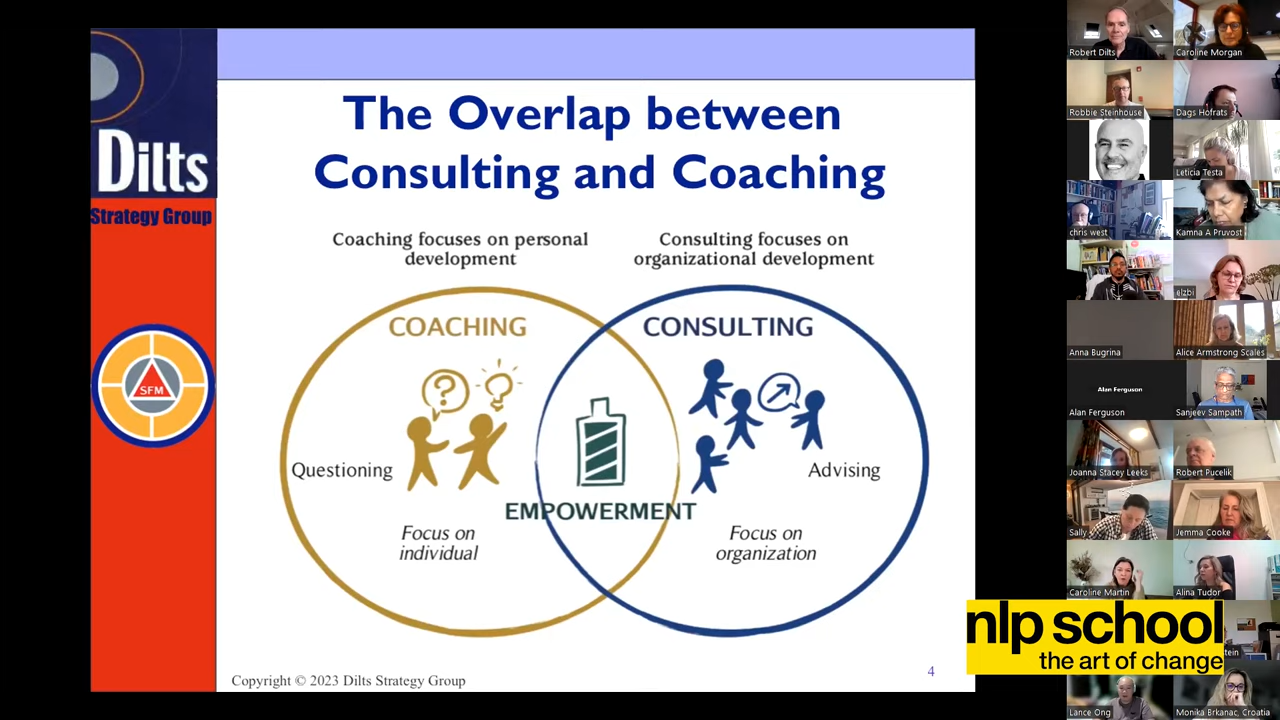 Dilts
Strategy Group
SFM
The Overlap between
Consulting and Coaching
Coaching focuses on personal
development
Consulting focuses on
organizational development
COACHING
CONSULTING
?
Questioning
Advising
EMPOWERMENT
Focus on
individual
Focus on
organization
Copyright © 2023 Dilts Strategy Group
4
Robert Dilts
Caroline Morgan
Robbie Steinhouse
Dags Hofrats
Leticia Testa
chris west
Kamna A Pruvost
elzbi
Anna Bugrina
Alice Armstrong Scales
Alan Ferguson
Alan Ferguson
Sanjeev Sampath
Joanna Stacey Leeks
Robert Pucelik
Sally
Jemma Cooke
Caroline Martin
Alina Tudor
nlp school
the art of change
tein
Lance Ong
Monika Brkanac, Croatia